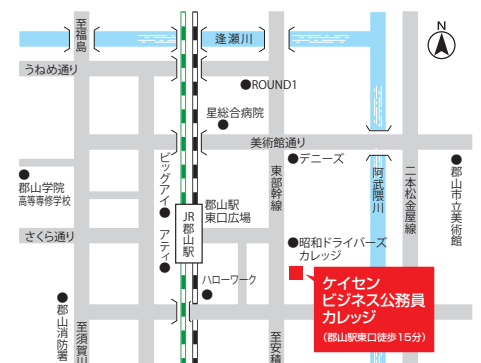 N
至福島
逢瀬川
うねめ通り
ROUND1
星総合病院
美術館通り
デニーズ
ビッグアイ
東部幹線
阿武隈川
二本松金屋線
郡山市立美術館
郡山学院
高等専修学校
郡山駅
東口広場
JR郡山駅
さくら通り
アティ
昭和ドライバーズ
カレッジ
ハローワーク
ケイセン
ビジネス公務員
カレッジ
(郡山駅東口徒歩15分)
郡山消防署
至須賀川
至安積